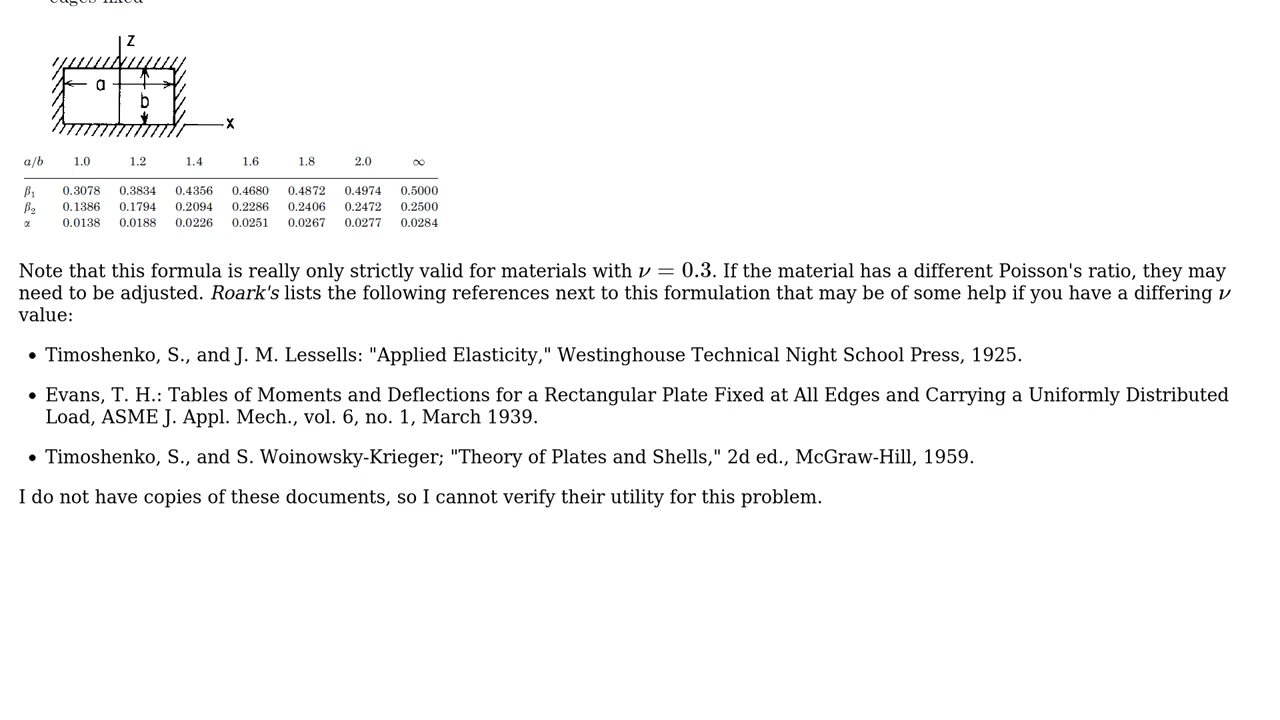 edges fixed
z
a
b
x
a/b 1.0 1.2 1.4 1.6 1.8 2.0 ∞
β₁ 0.3078 0.3834 0.4356 0.4680 0.4872 0.4974 0.5000
β₂ 0.1386 0.1794 0.2094 0.2286 0.2406 0.2472 0.2500
α 0.0138 0.0188 0.0226 0.0251 0.0267 0.0277 0.0284
Note that this formula is really only strictly valid for materials with ν = 0.3. If the material has a different Poisson's ratio, they may
need to be adjusted. Roark's lists the following references next to this formulation that may be of some help if you have a differing ν
value:
• Timoshenko, S., and J. M. Lessells: "Applied Elasticity," Westinghouse Technical Night School Press, 1925.
• Evans, T. H.: Tables of Moments and Deflections for a Rectangular Plate Fixed at All Edges and Carrying a Uniformly Distributed
Load, ASME J. Appl. Mech., vol. 6, no. 1, March 1939.
• Timoshenko, S., and S. Woinowsky-Krieger; "Theory of Plates and Shells," 2d ed., McGraw-Hill, 1959.
I do not have copies of these documents, so I cannot verify their utility for this problem.